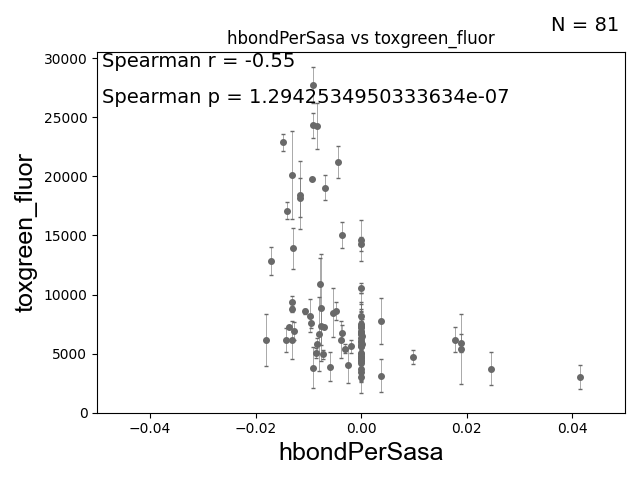 N = 81
hbondPerSasa vs toxgreen_fluor
Spearman r = -0.55
Spearman p = 1.2942534950333634e-07
30000
25000
20000
15000
10000
5000
0
toxgreen_fluor
−0.04 −0.02 0.00 0.02 0.04
hbondPerSasa